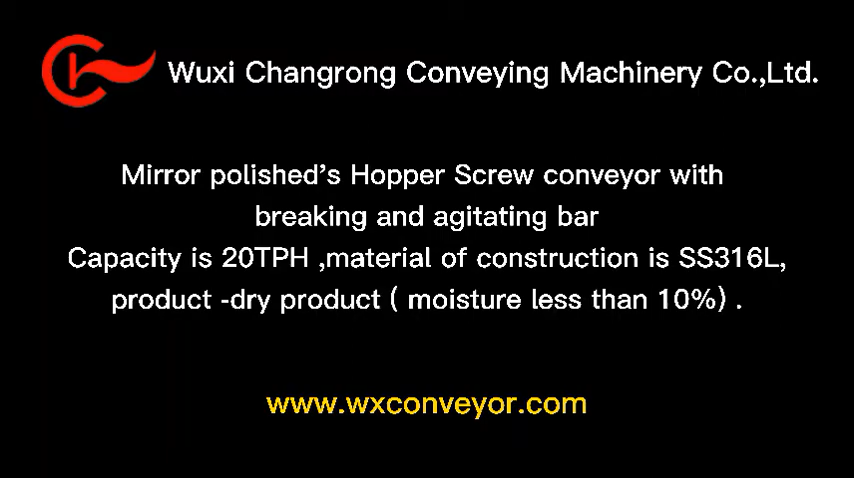 Wuxi Changrong Conveying Machinery Co.,Ltd.
Mirror polished's Hopper Screw conveyor with
breaking and agitating bar
Capacity is 20TPH ,material of construction is SS316L,
product -dry product ( moisture less than 10%) .
www.wxconveyor.com